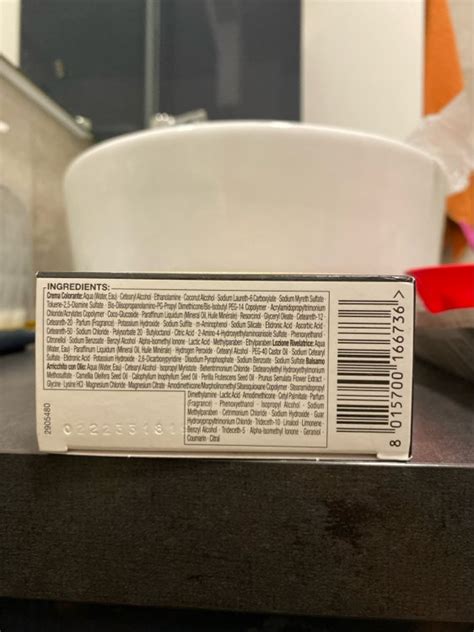 INGREDIENTS:
Crema Colorante: Aqua (Water, Eau) - Cetearyl Alcohol - Ethanolamine - Coconut Alcohol - Sodium Laureth-6 Carboxylate - Sodium Myreth Sulfate -
Toluene-2,5-Diamine Sulfate - Bis-Diisopropanolamino-PG-Propyl Dimethicone/Bis-Isobutyl PEG-14 Copolymer - Acrylamidopropyltrimonium
Chloride/Acrylates Copolymer - Coco-Glucoside - Paraffinum Liquidum (Mineral Oil, Huile Minérale) - Resorcinol - Glyceryl Oleate - Ceteareth-12 -
Ceteareth-20 - Parfum (Fragrance) - Potassium Hydroxide - Sodium Sulfite - m-Aminophenol - Sodium Silicate - Etidronic Acid - Ascorbic Acid -
Ceteareth-30 - Sodium Chloride - Polysorbate 20 - Butyloctanol - Citric Acid - 2-Amino-4-Hydroxyethylaminoanisole Sulfate - Phenoxyethanol -
Citronellol - Sodium Benzoate - Benzyl Alcohol - Alpha-Isomethyl Ionone - Lactic Acid - Methylparaben - Ethylparaben Lozione Rivelatrice: Aqua
(Water, Eau) - Paraffinum Liquidum (Mineral Oil, Huile Minérale) - Hydrogen Peroxide - Cetearyl Alcohol - PEG-40 Castor Oil - Sodium Cetearyl
Sulfate - Etidronic Acid - Potassium Hydroxide - 2,6-Dicarboxypyridine - Disodium Pyrophosphate - Sodium Benzoate - Sodium Sulfate Balsamo
Arricchito con Olio: Aqua (Water, Eau) - Cetearyl Alcohol - Isopropyl Myristate - Behentrimonium Chloride - Distearoylethyl Hydroxyethylmonium
Methosulfate - Camellia Oleifera Seed Oil - Calophyllum Inophyllum Seed Oil - Perilla Frutescens Seed Oil - Prunus Serrulata Flower Extract -
Glycine - Lysine HCl - Magnesium Chloride - Magnesium Citrate - Amodimethicone/Morpholinomethyl Silsesquioxane Copolymer - Stearamidopropyl
Dimethylamine - Lactic Acid - Amodimethicone - Cetyl Palmitate - Parfum
(Fragrance) - Phenoxyethanol - Isopropyl Alcohol - Sodium
Methylparaben - Cetrimonium Chloride - Sodium Hydroxide - Guar
Hydroxypropyltrimonium Chloride - Trideceth-10 - Linalool - Limonene -
Benzyl Alcohol - Trideceth-5 - Alpha-Isomethyl Ionone - Geraniol -
Coumarin - Citral
2905480
8 015700 166736 >